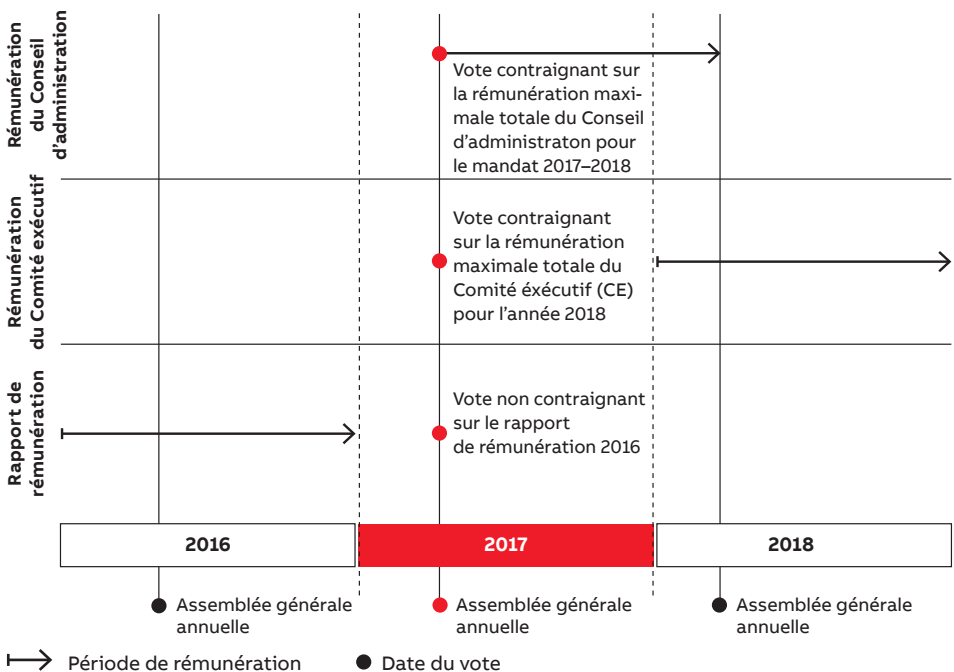 Rémunération
du Conseil
d’administration
Vote contraignant sur
la rémunération maxi-
male totale du Conseil
d’administraton pour
le mandat 2017–2018
Rémunération
du Comité exécutif
Vote contraignant
sur la rémunération
maximale totale du
Comité éxécutif (CE)
pour l’année 2018
Rapport de
rémunération
Vote non contraignant
sur le rapport
de rémunération 2016
2016
2017
2018
Assemblée générale
annuelle
Assemblée générale
annuelle
Assemblée générale
annuelle
Période de rémunération
Date du vote